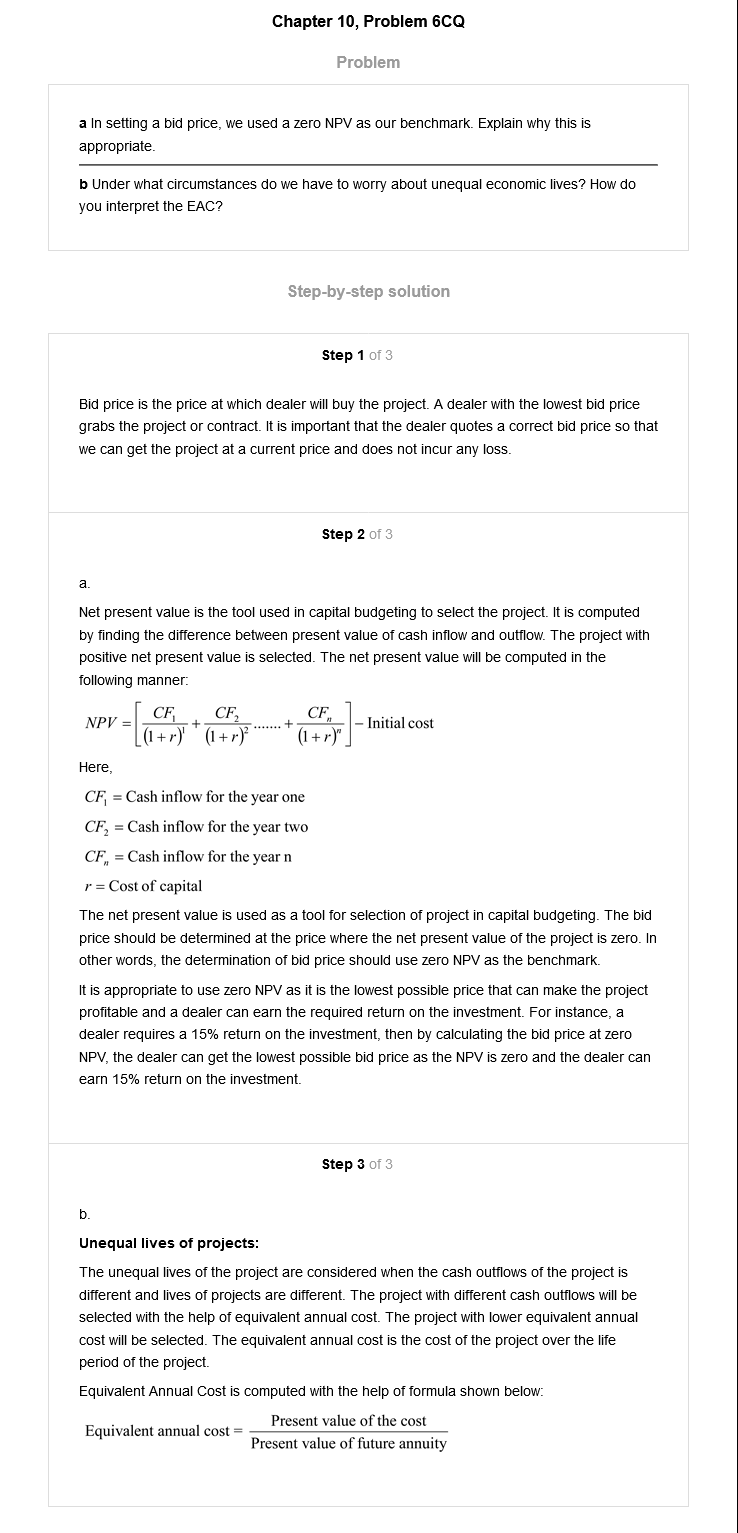 Chapter 10, Problem 6CQ
Problem
a In setting a bid price, we used a zero NPV as our benchmark. Explain why this is
appropriate.
b Under what circumstances do we have to worry about unequal economic lives? How do
you interpret the EAC?
Step-by-step solution
Step 1 of 3
Bid price is the price at which dealer will buy the project. A dealer with the lowest bid price
grabs the project or contract. It is important that the dealer quotes a correct bid price so that
we can get the project at a current price and does not incur any loss.
Step 2 of 3
a.
Net present value is the tool used in capital budgeting to select the project. It is computed
by finding the difference between present value of cash inflow and outflow. The project with
positive net present value is selected. The net present value will be computed in the
following manner:
NPV = [CF₁/(1+r)¹ + CF₂/(1+r)² ....... + CFₙ/(1+r)ⁿ] − Initial cost
Here,
CF₁ = Cash inflow for the year one
CF₂ = Cash inflow for the year two
CFₙ = Cash inflow for the year n
r = Cost of capital
The net present value is used as a tool for selection of project in capital budgeting. The bid
price should be determined at the price where the net present value of the project is zero. In
other words, the determination of bid price should use zero NPV as the benchmark.
It is appropriate to use zero NPV as it is the lowest possible price that can make the project
profitable and a dealer can earn the required return on the investment. For instance, a
dealer requires a 15% return on the investment, then by calculating the bid price at zero
NPV, the dealer can get the lowest possible bid price as the NPV is zero and the dealer can
earn 15% return on the investment.
Step 3 of 3
b.
Unequal lives of projects:
The unequal lives of the project are considered when the cash outflows of the project is
different and lives of projects are different. The project with different cash outflows will be
selected with the help of equivalent annual cost. The project with lower equivalent annual
cost will be selected. The equivalent annual cost is the cost of the project over the life
period of the project.
Equivalent Annual Cost is computed with the help of formula shown below:
Equivalent annual cost = Present value of the cost / Present value of future annuity